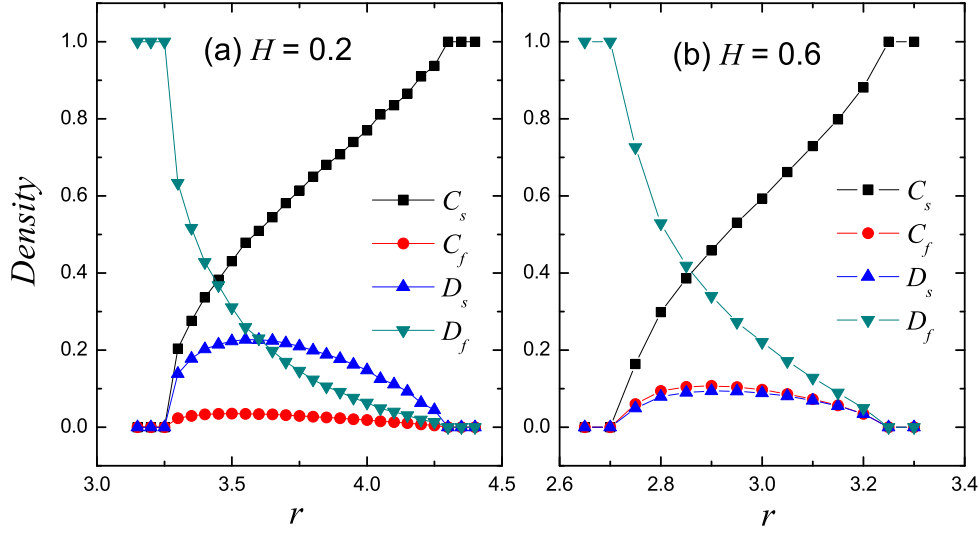 (a) H = 0.2
(b) H = 0.6
Density
1.0
0.8
0.6
0.4
0.2
0.0
C_s
C_f
D_s
D_f
C_s
C_f
D_s
D_f
3.0 3.5 4.0 4.5
2.6 2.8 3.0 3.2 3.4
r
r